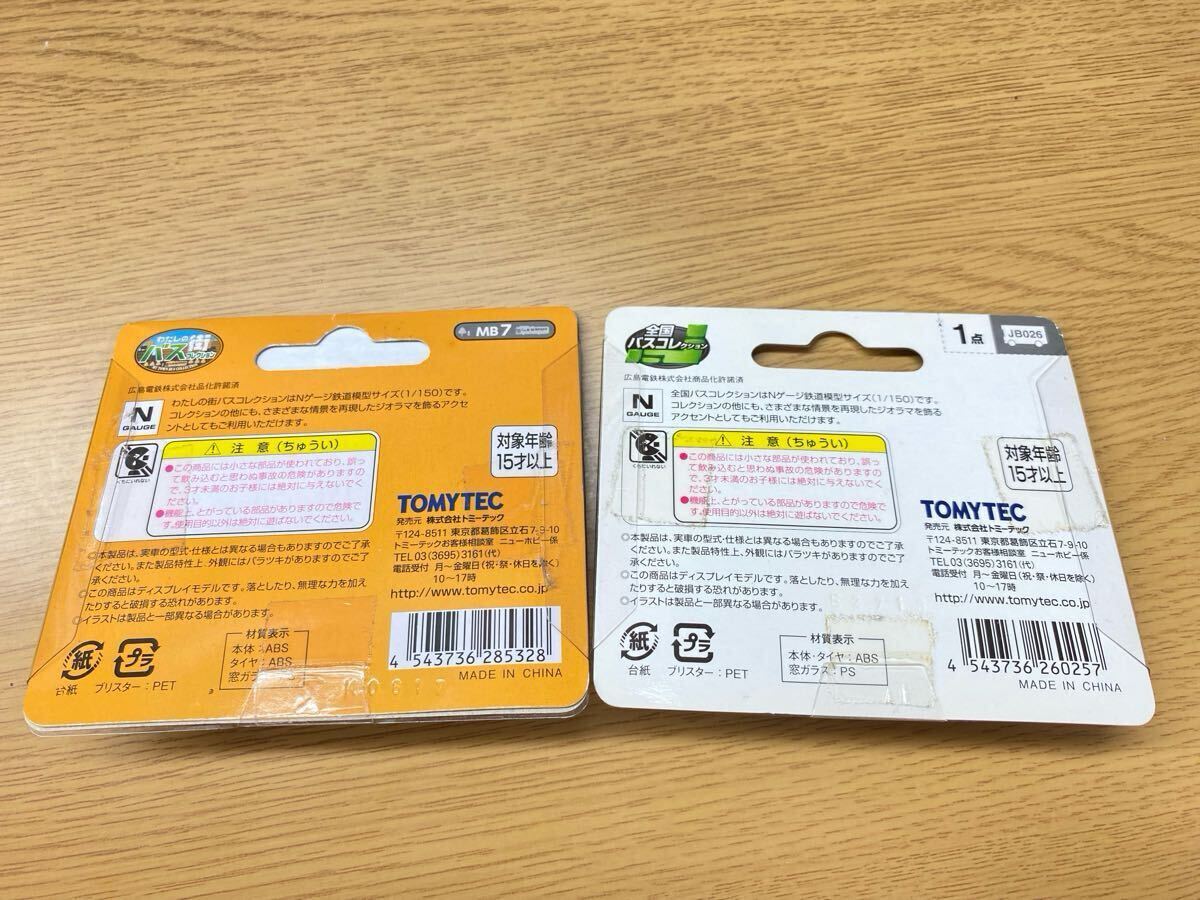 わたしの
街
バス
コレクション
MB7
広島電鉄株式会社商品化許諾済
N
GAUGE
わたしの街バスコレクションはNゲージ鉄道模型サイズ(1/150)です。
コレクションの他にも、さまざまな情景を再現したジオラマを飾るアクセ
ントとしてもご利用いただけます。
くちにいれない
⚠ 注意(ちゅうい)
●この商品には小さな部品が使われており、誤っ
て飲み込むと思わぬ事故の危険がありますの
で、3才未満のお子様には絶対に与えないでく
ださい。
●機能上、とがっている部品がありますので危険で
す。使用目的以外は絶対に遊ばないでください。
対象年齢
15才以上
TOMYTEC
発売元 株式会社トミーテック
〒124-8511 東京都葛飾区立石7-9-10
トミーテックお客様相談室 ニューホビー係
TEL 03(3695)3161(代)
電話受付 月〜金曜日(祝・祭・休日を除く)
10〜17時
http://www.tomytec.co.jp
◎本製品は、実車の型式・仕様とは異なる場合もありますのでご了承
ください。また製品特性上、外観にはバラツキがありますのでご了承く
ださい。
◎この商品はディスプレイモデルです。落としたり、無理な力を加え
たりすると破損する恐れがあります。
◎イラストは製品と一部異なる場合があります。
紙
台紙
プラ
ブリスター:PET
材質表示
本体:ABS
タイヤ:ABS
窓ガラス:PET
4 543736 285328
MADE IN CHINA
全国
バスコレクション
1点
JB026
広島電鉄株式会社商品化許諾済
N
GAUGE
全国バスコレクションはNゲージ鉄道模型サイズ(1/150)です。
コレクションの他にも、さまざまな情景を再現したジオラマを飾る
アクセントとしてもご利用いただけます。
くちにいれない
⚠ 注意(ちゅうい)
●この商品には小さな部品が使われており、誤っ
て飲み込むと思わぬ事故の危険がありますの
で、3才未満のお子様には絶対に与えないでくだ
さい。
●機能上、とがっている部品がありますので危険で
す。使用目的以外は絶対に遊ばないでください。
対象年齢
15才以上
TOMYTEC
発売元 株式会社トミーテック
〒124-8511 東京都葛飾区立石7-9-10
トミーテックお客様相談室 ニューホビー係
TEL 03(3695)3161(代)
電話受付 月〜金曜日(祝・祭・休日を除く)
10〜17時
http://www.tomytec.co.jp
◎本製品は、実車の型式・仕様とは異なる場合もありますのでご了承
ください。また製品特性上、外観にはバラツキがありますのでご了承く
ださい。
◎この商品はディスプレイモデルです。落としたり、無理な力を加え
たりすると破損する恐れがあります。
◎イラストは製品と一部異なる場合があります。
紙
台紙
プラ
ブリスター:PET
材質表示
本体・タイヤ:ABS
窓ガラス:PS
4 543736 260257
MADE IN CHINA